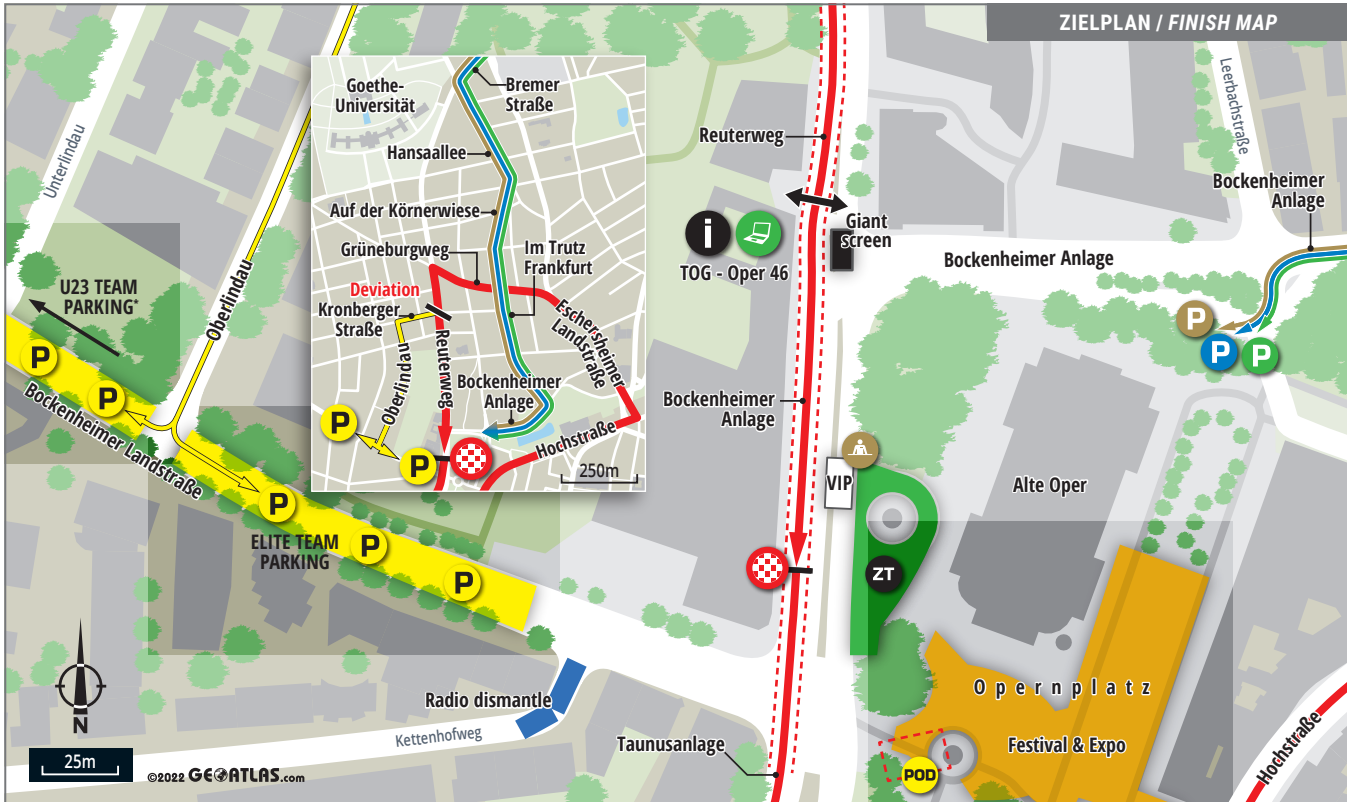 ZIELPLAN / FINISH MAP
Goethe-
Universität
Bremer
Straße
Hansaallee
Auf der Körnerwiese
Grüneburgweg
Im Trutz
Frankfurt
Deviation
Kronberger
Straße
Eschersheimer
Landstraße
Reuterweg
Oberlindau
Bockenheimer
Anlage
Hochstraße
P
P
250m
Unterlindau
Oberlindau
U23 TEAM
PARKING*
P
P
Bockenheimer Landstraße
P
ELITE TEAM
PARKING
P
P
Reuterweg
Giant
screen
i
TOG - Oper 46
Leerbachstraße
Bockenheimer
Anlage
Bockenheimer Anlage
P
P
P
Bockenheimer
Anlage
VIP
Alte Oper
ZT
Opernplatz
Festival & Expo
POD
Hochstraße
Taunusanlage
Radio dismantle
Kettenhofweg
N
25m
©2022 GEOATLAS.com